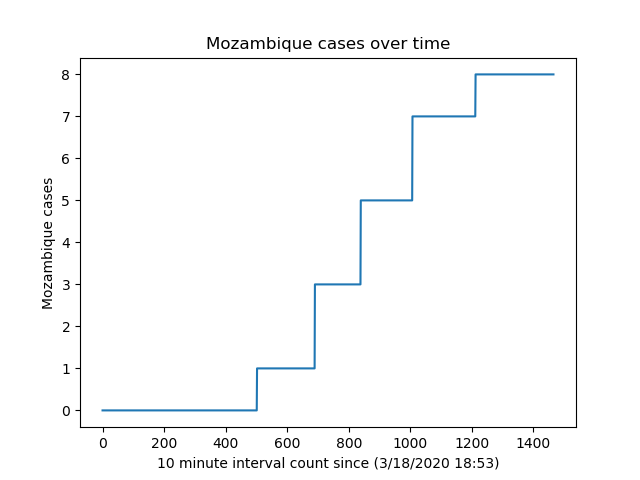 Mozambique cases over time
Mozambique cases
8
7
6
5
4
3
2
1
0
0 200 400 600 800 1000 1200 1400
10 minute interval count since (3/18/2020 18:53)